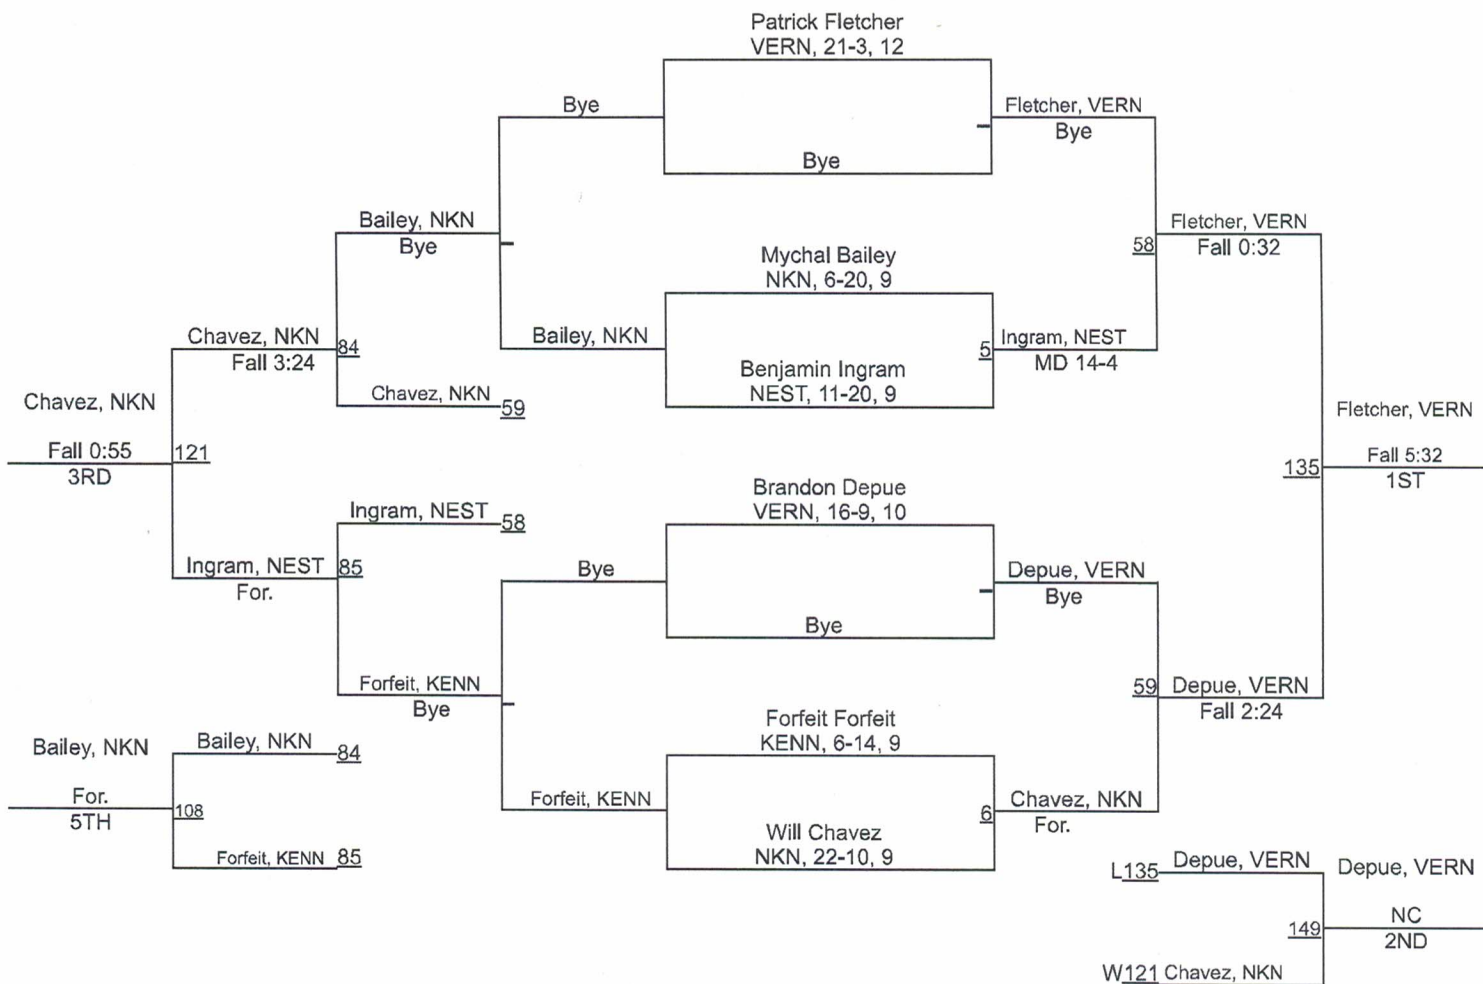 Patrick Fletcher
VERN, 21-3, 12
Bye
Fletcher, VERN
Bye
Bye
Bailey, NKN
Bye
Fletcher, VERN
58
Fall 0:32
Mychal Bailey
NKN, 6-20, 9
Chavez, NKN
84
Fall 3:24
Bailey, NKN
Ingram, NEST
5
MD 14-4
Benjamin Ingram
NEST, 11-20, 9
Chavez, NKN
59
Chavez, NKN
Fall 0:55
121
3RD
Fletcher, VERN
Fall 5:32
135
1ST
Brandon Depue
VERN, 16-9, 10
Ingram, NEST
58
Ingram, NEST
85
For.
Bye
Depue, VERN
Bye
Bye
Forfeit, KENN
Bye
59
Depue, VERN
Fall 2:24
Forfeit Forfeit
KENN, 6-14, 9
Bailey, NKN
Bailey, NKN
84
For.
108
5TH
Forfeit, KENN
85
Forfeit, KENN
Chavez, NKN
6
For.
Will Chavez
NKN, 22-10, 9
L135
Depue, VERN
Depue, VERN
NC
149
2ND
W121 Chavez, NKN